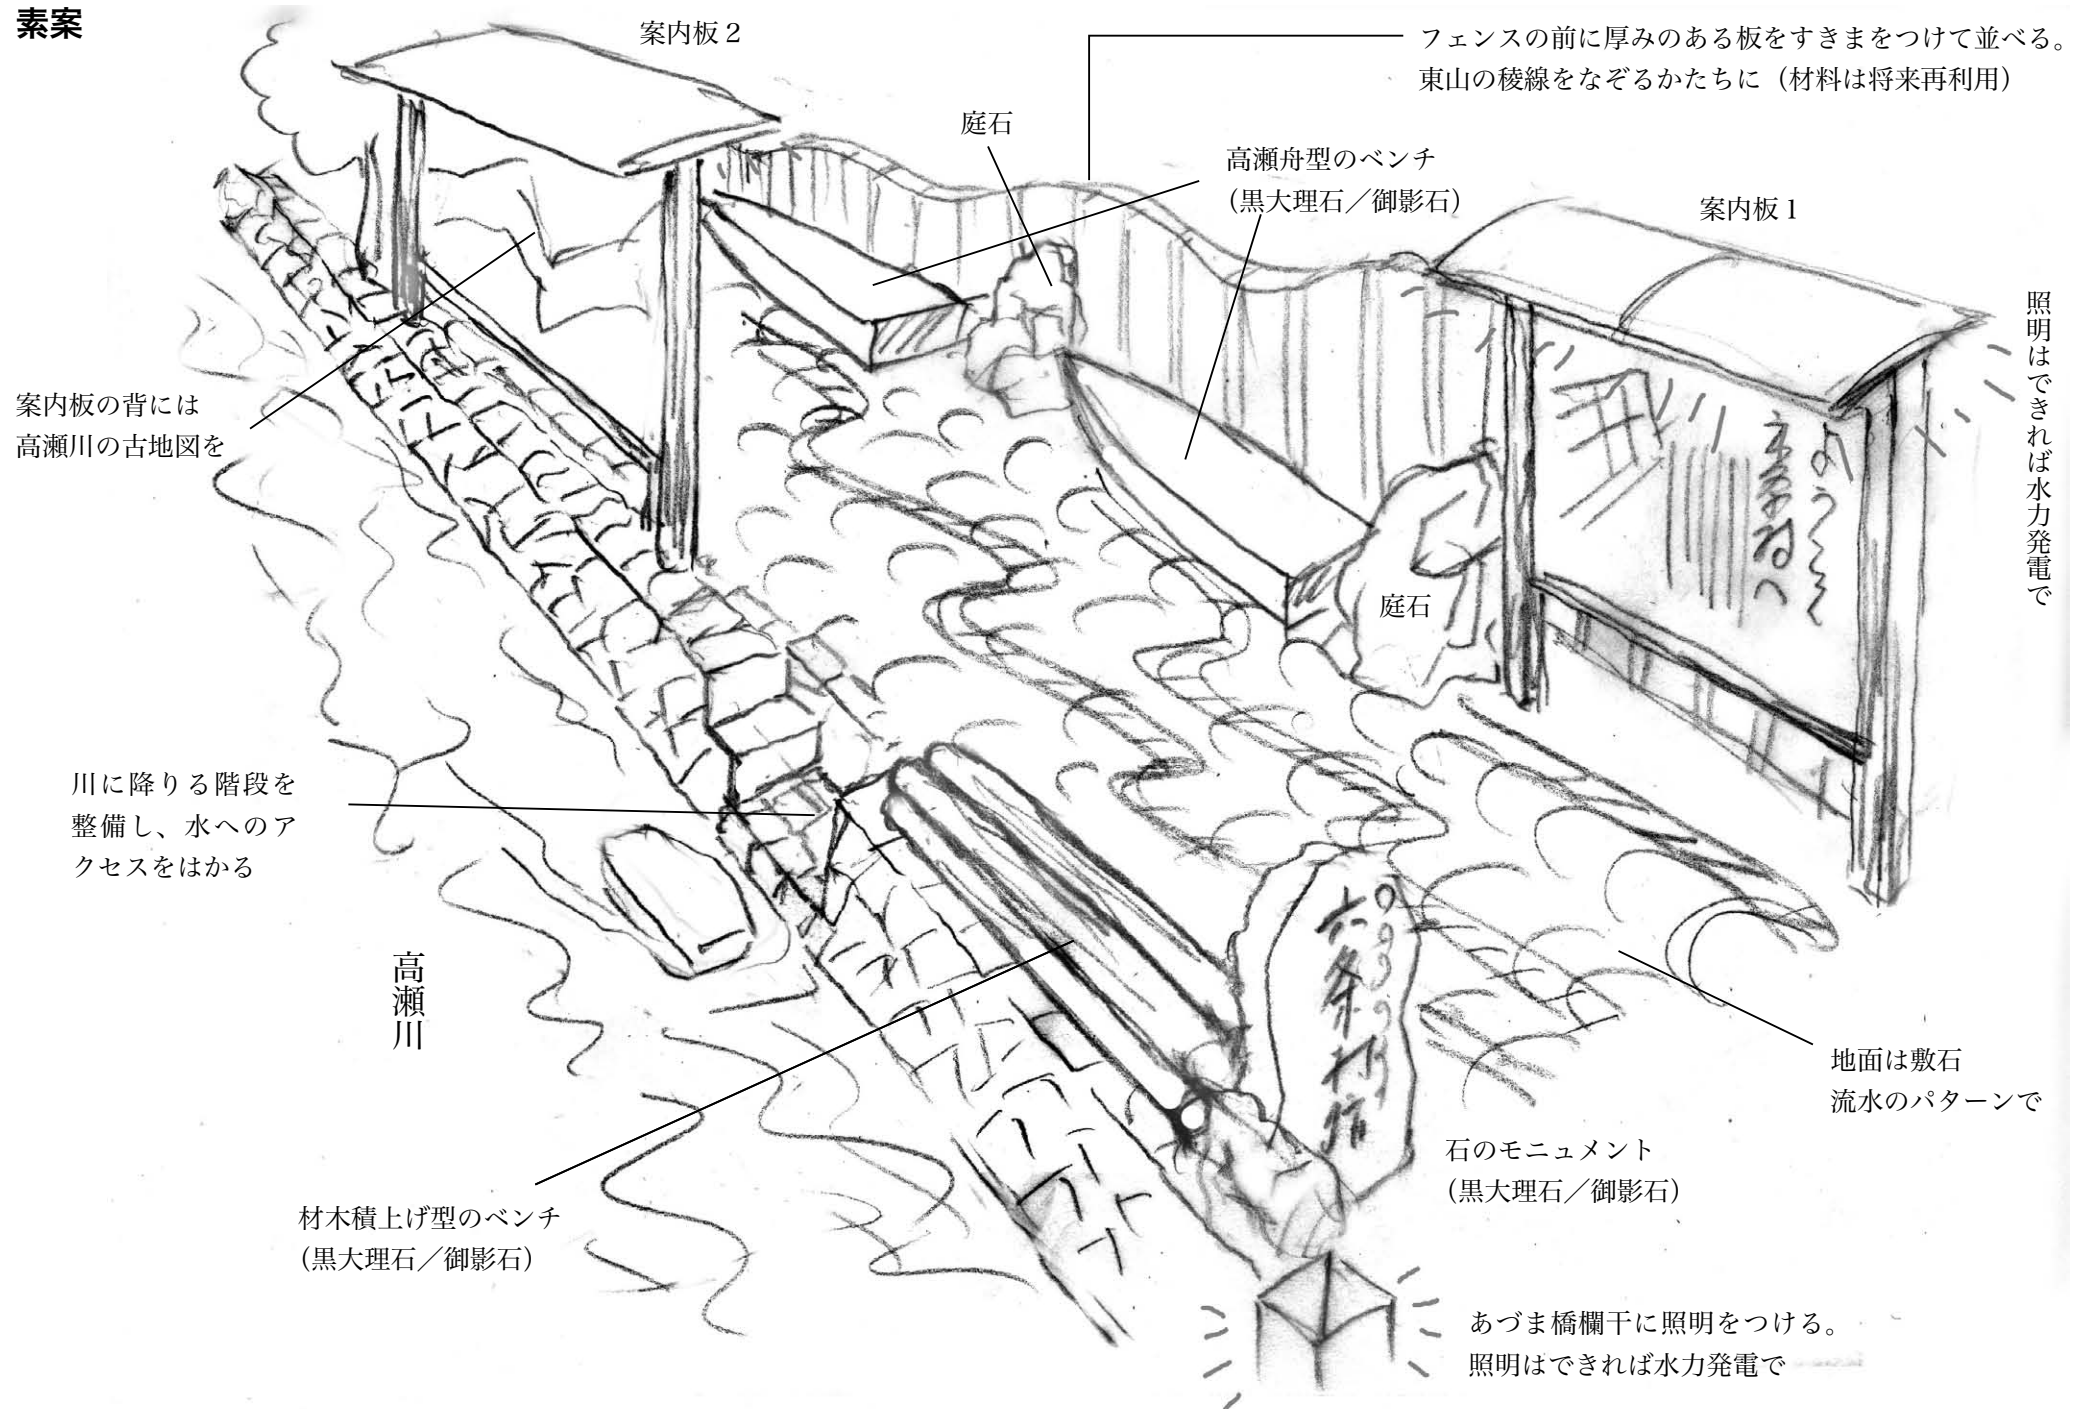 素案
案内板 2
フェンスの前に厚みのある板をすきまをつけて並べる。
東山の稜線をなぞるかたちに（材料は将来再利用）
庭石
高瀬舟型のベンチ
（黒大理石／御影石）
案内板 1
照明はできれば水力発電で
ようこそ
案内板の背には
高瀬川の古地図を
庭石
川に降りる階段を
整備し、水へのア
クセスをはかる
高瀬川
地面は敷石
流水のパターンで
石のモニュメント
（黒大理石／御影石）
材木積上げ型のベンチ
（黒大理石／御影石）
あづま橋欄干に照明をつける。
照明はできれば水力発電で